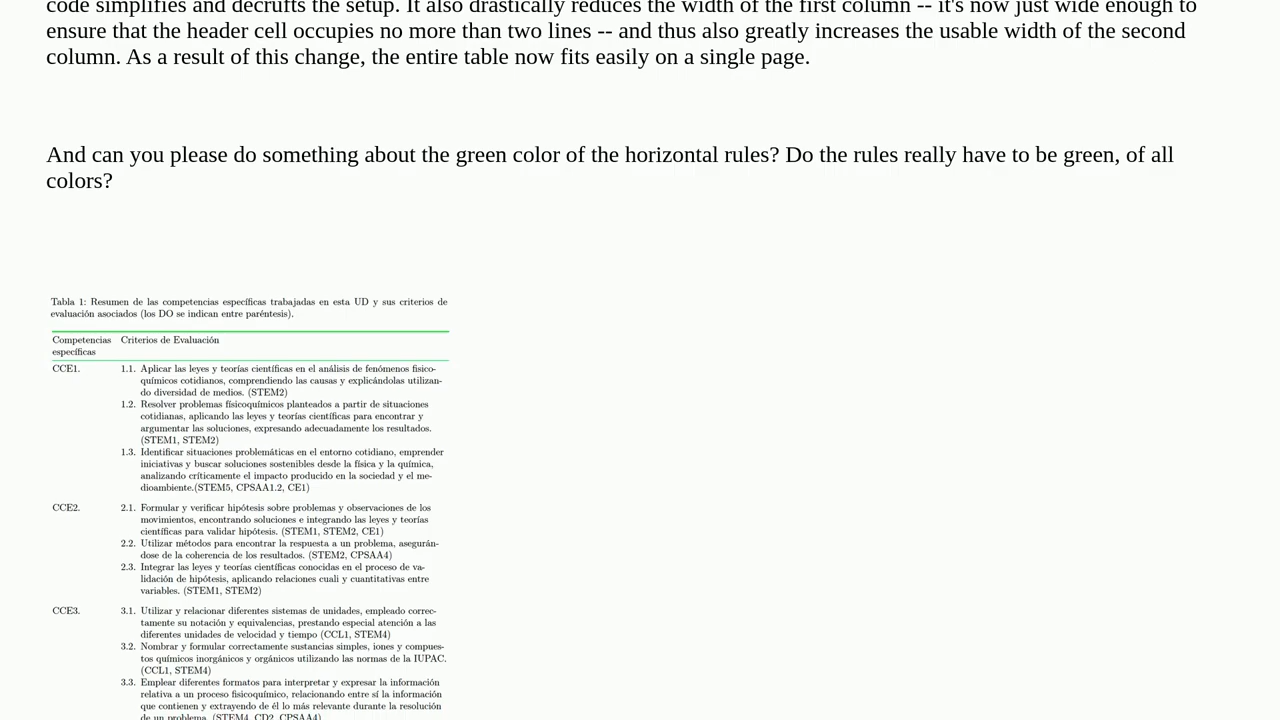 code simplifies and decrufts the setup. It also drastically reduces the width of the first column -- it's now just wide enough to
ensure that the header cell occupies no more than two lines -- and thus also greatly increases the usable width of the second
column. As a result of this change, the entire table now fits easily on a single page.
And can you please do something about the green color of the horizontal rules? Do the rules really have to be green, of all
colors?
Tabla 1: Resumen de las competencias específicas trabajadas en esta UD y sus criterios de
evaluación asociados (los DO se indican entre paréntesis).
Competencias Criterios de Evaluación
específicas
CCE1. 1.1. Aplicar las leyes y teorías científicas en el análisis de fenómenos fisico-
químicos cotidianos, comprendiendo las causas y explicándolas utilizan-
do diversidad de medios. (STEM2)
1.2. Resolver problemas físicoquímicos planteados a partir de situaciones
cotidianas, aplicando las leyes y teorías científicas para encontrar y
argumentar las soluciones, expresando adecuadamente los resultados.
(STEM1, STEM2)
1.3. Identificar situaciones problemáticas en el entorno cotidiano, emprender
iniciativas y buscar soluciones sostenibles desde la física y la química,
analizando críticamente el impacto producido en la sociedad y el me-
dioambiente.(STEM5, CPSAA1.2, CE1)
CCE2. 2.1. Formular y verificar hipótesis sobre problemas y observaciones de los
movimientos, encontrando soluciones e integrando las leyes y teorías
científicas para validar hipótesis. (STEM1, STEM2, CE1)
2.2. Utilizar métodos para encontrar la respuesta a un problema, asegurán-
dose de la coherencia de los resultados. (STEM2, CPSAA4)
2.3. Integrar las leyes y teorías científicas conocidas en el proceso de va-
lidación de hipótesis, aplicando relaciones cuali y cuantitativas entre
variables. (STEM1, STEM2)
CCE3. 3.1. Utilizar y relacionar diferentes sistemas de unidades, empleado correc-
tamente su notación y equivalencias, prestando especial atención a las
diferentes unidades de velocidad y tiempo (CCL1, STEM4)
3.2. Nombrar y formular correctamente sustancias simples, iones y compues-
tos químicos inorgánicos y orgánicos utilizando las normas de la IUPAC.
(CCL1, STEM4)
3.3. Emplear diferentes formatos para interpretar y expresar la información
relativa a un proceso fisicoquímico, relacionando entre sí la información
que contienen y extrayendo de él lo más relevante durante la resolución
de un problema. (STEM4, CD2, CPSAA4)